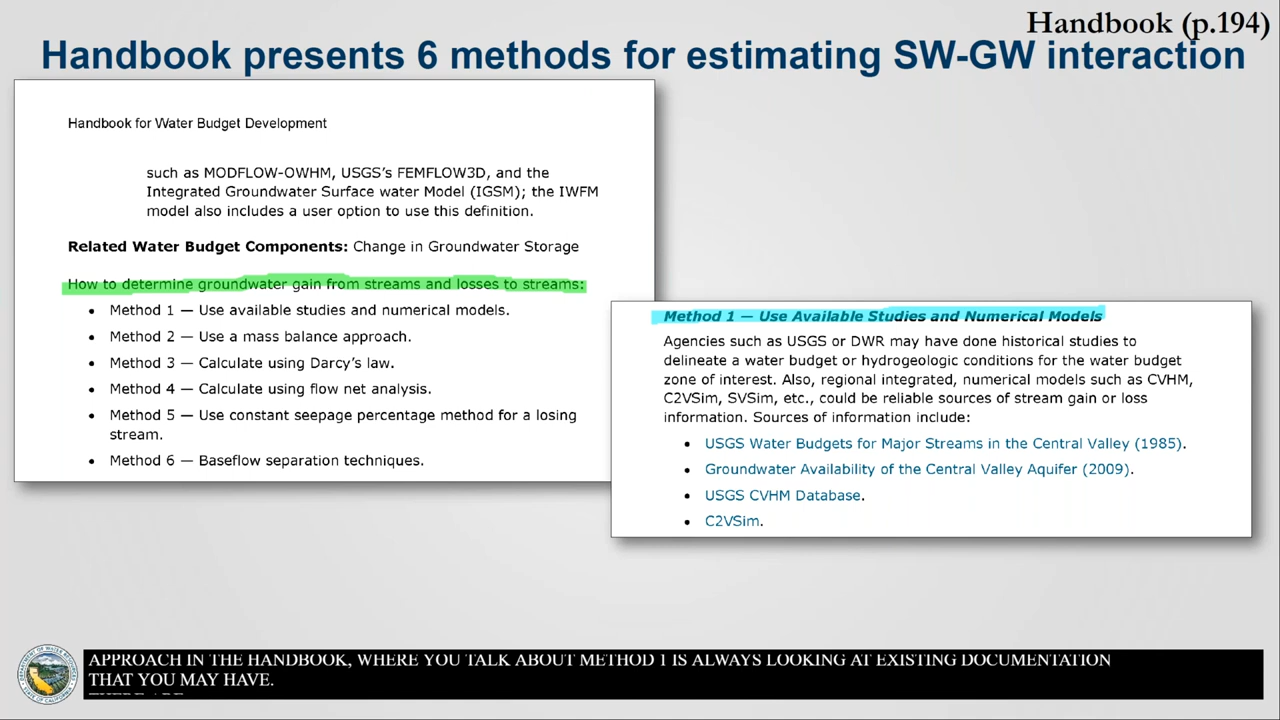 Handbook (p.194)
Handbook presents 6 methods for estimating SW-GW interaction
Handbook for Water Budget Development
such as MODFLOW-OWHM, USGS's FEMFLOW3D, and the
Integrated Groundwater Surface water Model (IGSM); the IWFM
model also includes a user option to use this definition.
Related Water Budget Components: Change in Groundwater Storage
How to determine groundwater gain from streams and losses to streams:
• Method 1 — Use available studies and numerical models.
• Method 2 — Use a mass balance approach.
• Method 3 — Calculate using Darcy's law.
• Method 4 — Calculate using flow net analysis.
• Method 5 — Use constant seepage percentage method for a losing
stream.
• Method 6 — Baseflow separation techniques.
Method 1 — Use Available Studies and Numerical Models
Agencies such as USGS or DWR may have done historical studies to
delineate a water budget or hydrogeologic conditions for the water budget
zone of interest. Also, regional integrated, numerical models such as CVHM,
C2VSim, SVSim, etc., could be reliable sources of stream gain or loss
information. Sources of information include:
• USGS Water Budgets for Major Streams in the Central Valley (1985).
• Groundwater Availability of the Central Valley Aquifer (2009).
• USGS CVHM Database.
• C2VSim.
APPROACH IN THE HANDBOOK, WHERE YOU TALK ABOUT METHOD 1 IS ALWAYS LOOKING AT EXISTING DOCUMENTATION
THAT YOU MAY HAVE.